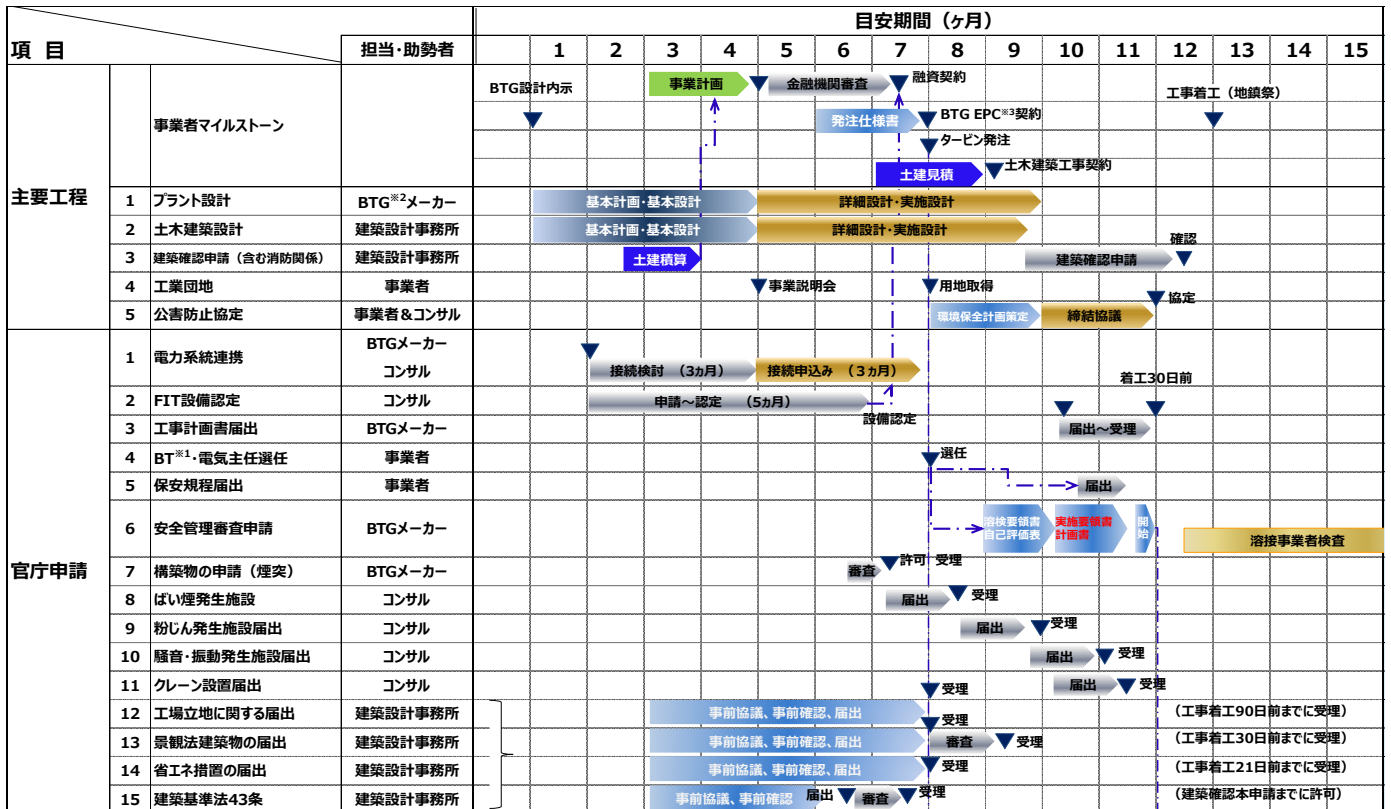 目安期間（ヶ月）
項 目 担当・助勢者 1 2 3 4 5 6 7 8 9 10 11 12 13 14 15
主要工程
事業者マイルストーン
BTG設計内示
事業計画 金融機関審査 融資契約
工事着工（地鎮祭）
発注仕様書 BTG EPC※3契約
タービン発注
土建見積 土木建築工事契約
1 プラント設計 BTG※2メーカー 基本計画・基本設計 詳細設計・実施設計
2 土木建築設計 建築設計事務所 基本計画・基本設計 詳細設計・実施設計
確認
3 建築確認申請（含む消防関係） 建築設計事務所 土建積算 建築確認申請
4 工業団地 事業者 事業説明会 用地取得
協定
5 公害防止協定 事業者＆コンサル 環境保全計画策定 締結協議
官庁申請
1 電力系統連携 BTGメーカー
コンサル 接続検討 （3ヵ月） 接続申込み （３ヵ月）
着工30日前
2 FIT設備認定 コンサル 申請～認定 （5ヵ月）
設備認定
3 工事計画書届出 BTGメーカー 届出～受理
4 BT※1・電気主任選任 事業者 選任
5 保安規程届出 事業者 届出
6 安全管理審査申請 BTGメーカー
溶検要領書 実施要領書 開
自己評価表 計画書 始
溶接事業者検査
7 構築物の申請（煙突） BTGメーカー 審査 許可 受理
8 ばい煙発生施設 コンサル 届出 受理
9 粉じん発生施設届出 コンサル 届出 受理
10 騒音・振動発生施設届出 コンサル 届出 受理
11 クレーン設置届出 コンサル 受理 届出 受理
12 工場立地に関する届出 建築設計事務所 事前協議、事前確認、届出 受理 （工事着工90日前までに受理）
13 景観法建築物の届出 建築設計事務所 事前協議、事前確認、届出 審査 受理 （工事着工30日前までに受理）
14 省エネ措置の届出 建築設計事務所 事前協議、事前確認、届出 受理 （工事着工21日前までに受理）
15 建築基準法43条 建築設計事務所 事前協議、事前確認 届出 審査 受理 （建築確認本申請までに許可）